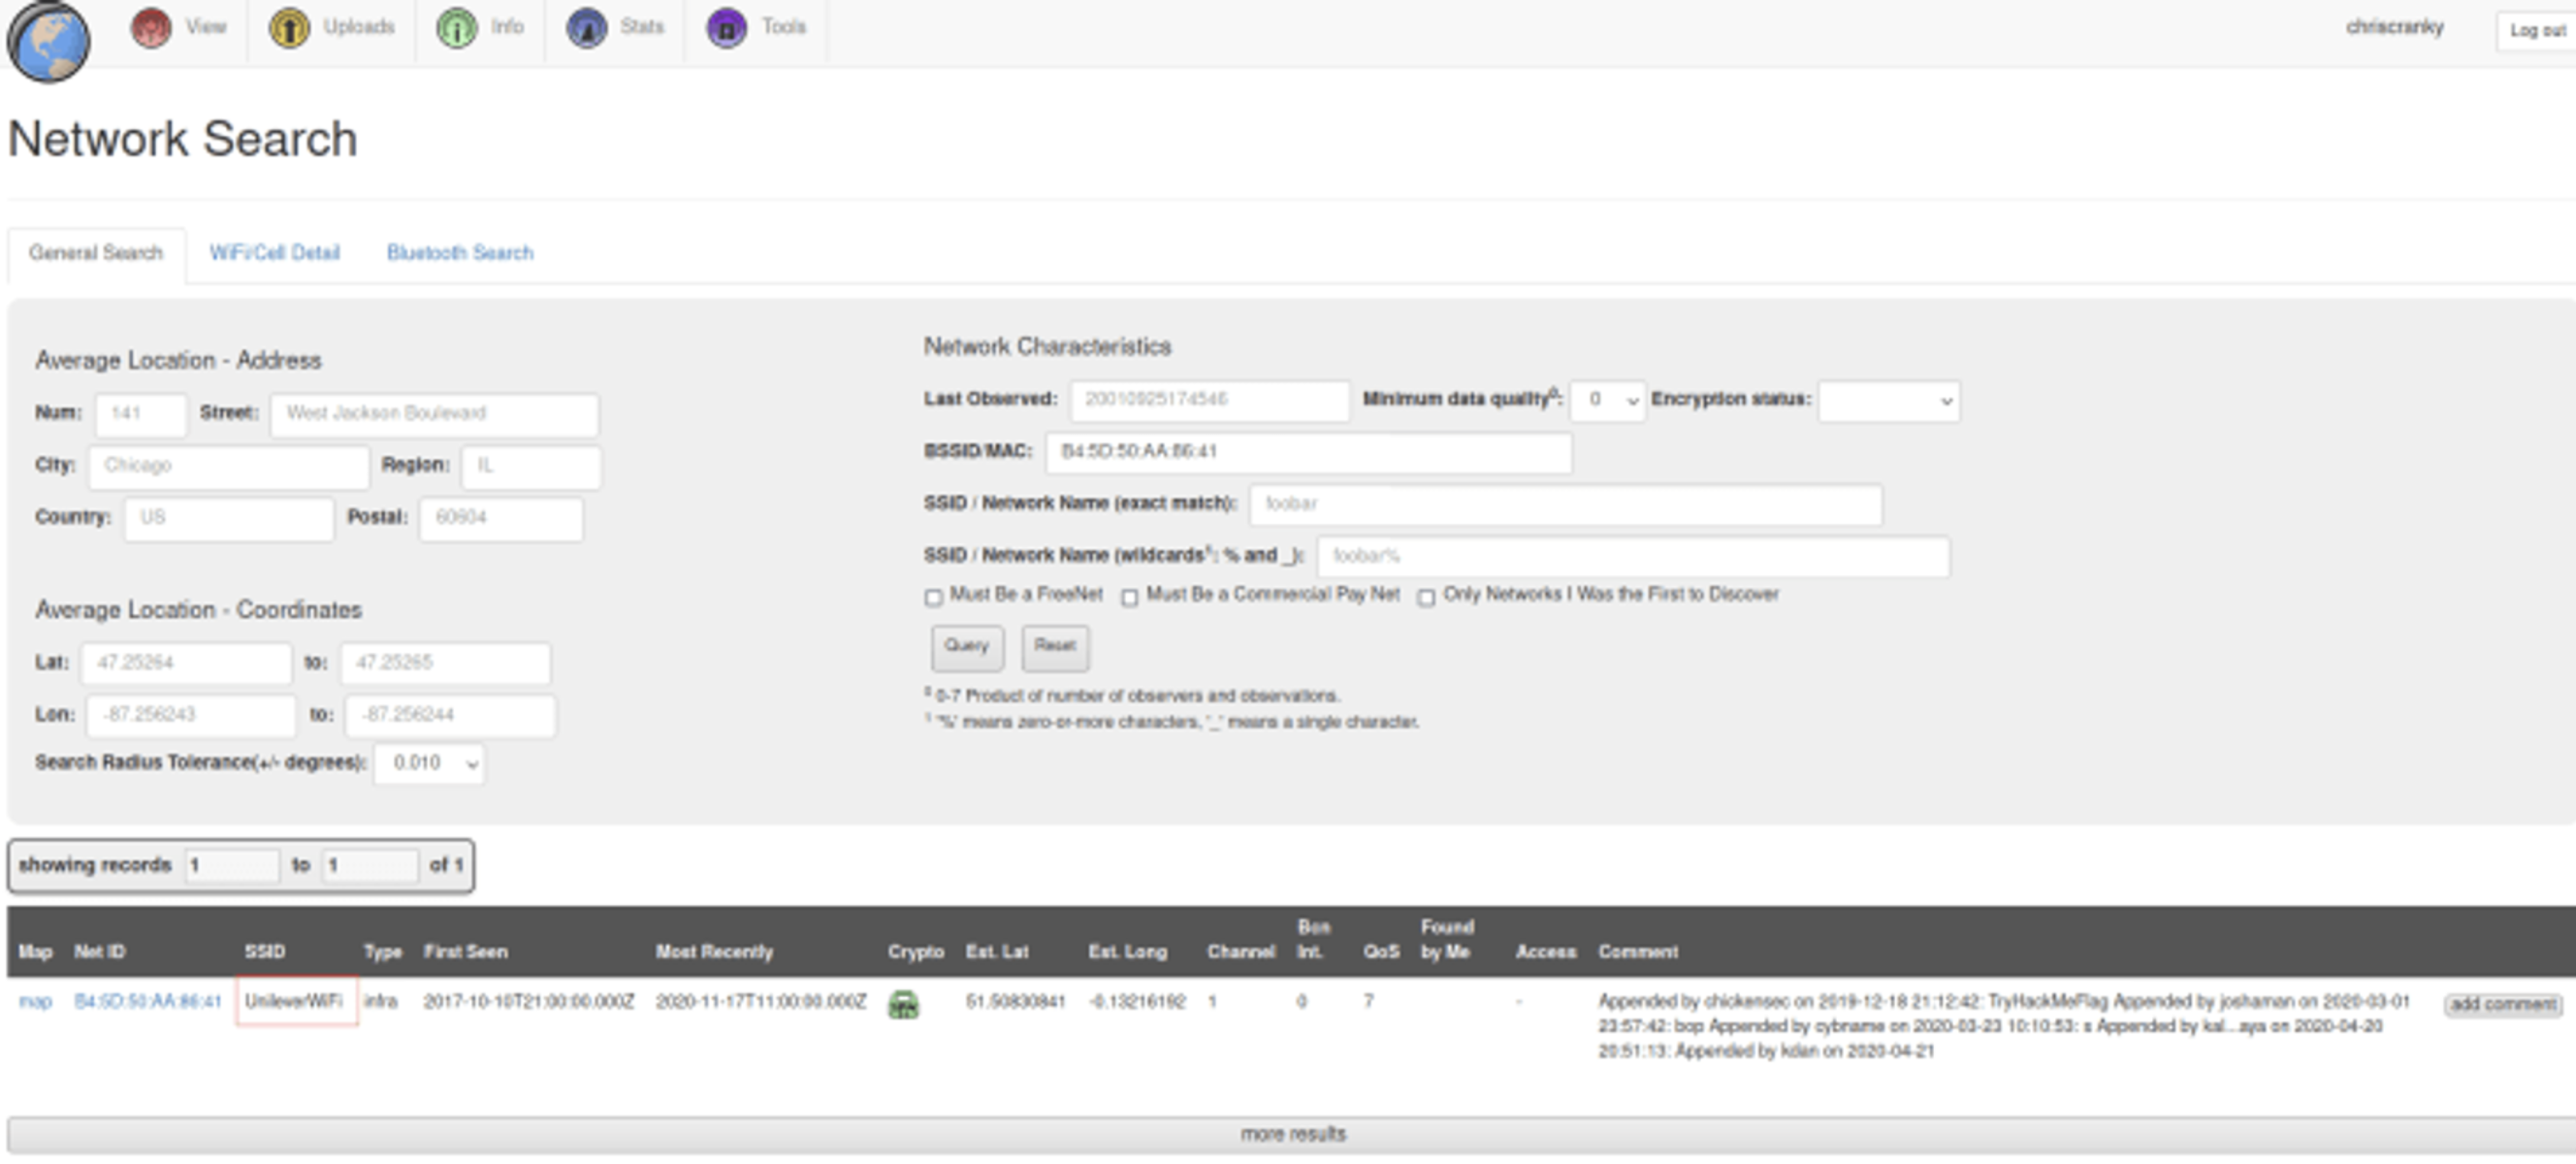 View Uploads Info Stats Tools chriscranky Log out
Network Search
General Search WiFi/Cell Detail Bluetooth Search
Average Location - Address
Num: 141 Street: West Jackson Boulevard
City: Chicago Region: IL
Country: US Postal: 60604
Average Location - Coordinates
Lat: 47.25264 to: 47.25265
Lon: -87.256243 to: -87.256244
Search Radius Tolerance(+/- degrees): 0.010
Network Characteristics
Last Observed: 20010925174546 Minimum data quality⁰: 0 Encryption status:
BSSID/MAC: B4:5D:50:AA:86:41
SSID / Network Name (exact match): foobar
SSID / Network Name (wildcards¹: % and _): foobar%
Must Be a FreeNet Must Be a Commercial Pay Net Only Networks I Was the First to Discover
Query Reset
⁰ 0-7 Product of number of observers and observations.
¹ '%' means zero-or-more characters, '_' means a single character.
showing records 1 to 1 of 1
Map Net ID SSID Type First Seen Most Recently Crypto Est. Lat Est. Long Channel Bcn Int. QoS Found by Me Access Comment
map B4:5D:50:AA:86:41 UnileverWiFi infra 2017-10-10T21:00:00.000Z 2020-11-17T11:00:00.000Z 51.50830841 -0.13216192 1 0 7 - Appended by chickensec on 2019-12-18 21:12:42: TryHackMeFlag Appended by joshaman on 2020-03-01 add comment
23:57:42: bop Appended by cybname on 2020-03-23 10:10:53: s Appended by kal...aya on 2020-04-20
20:51:13: Appended by kdan on 2020-04-21
more results